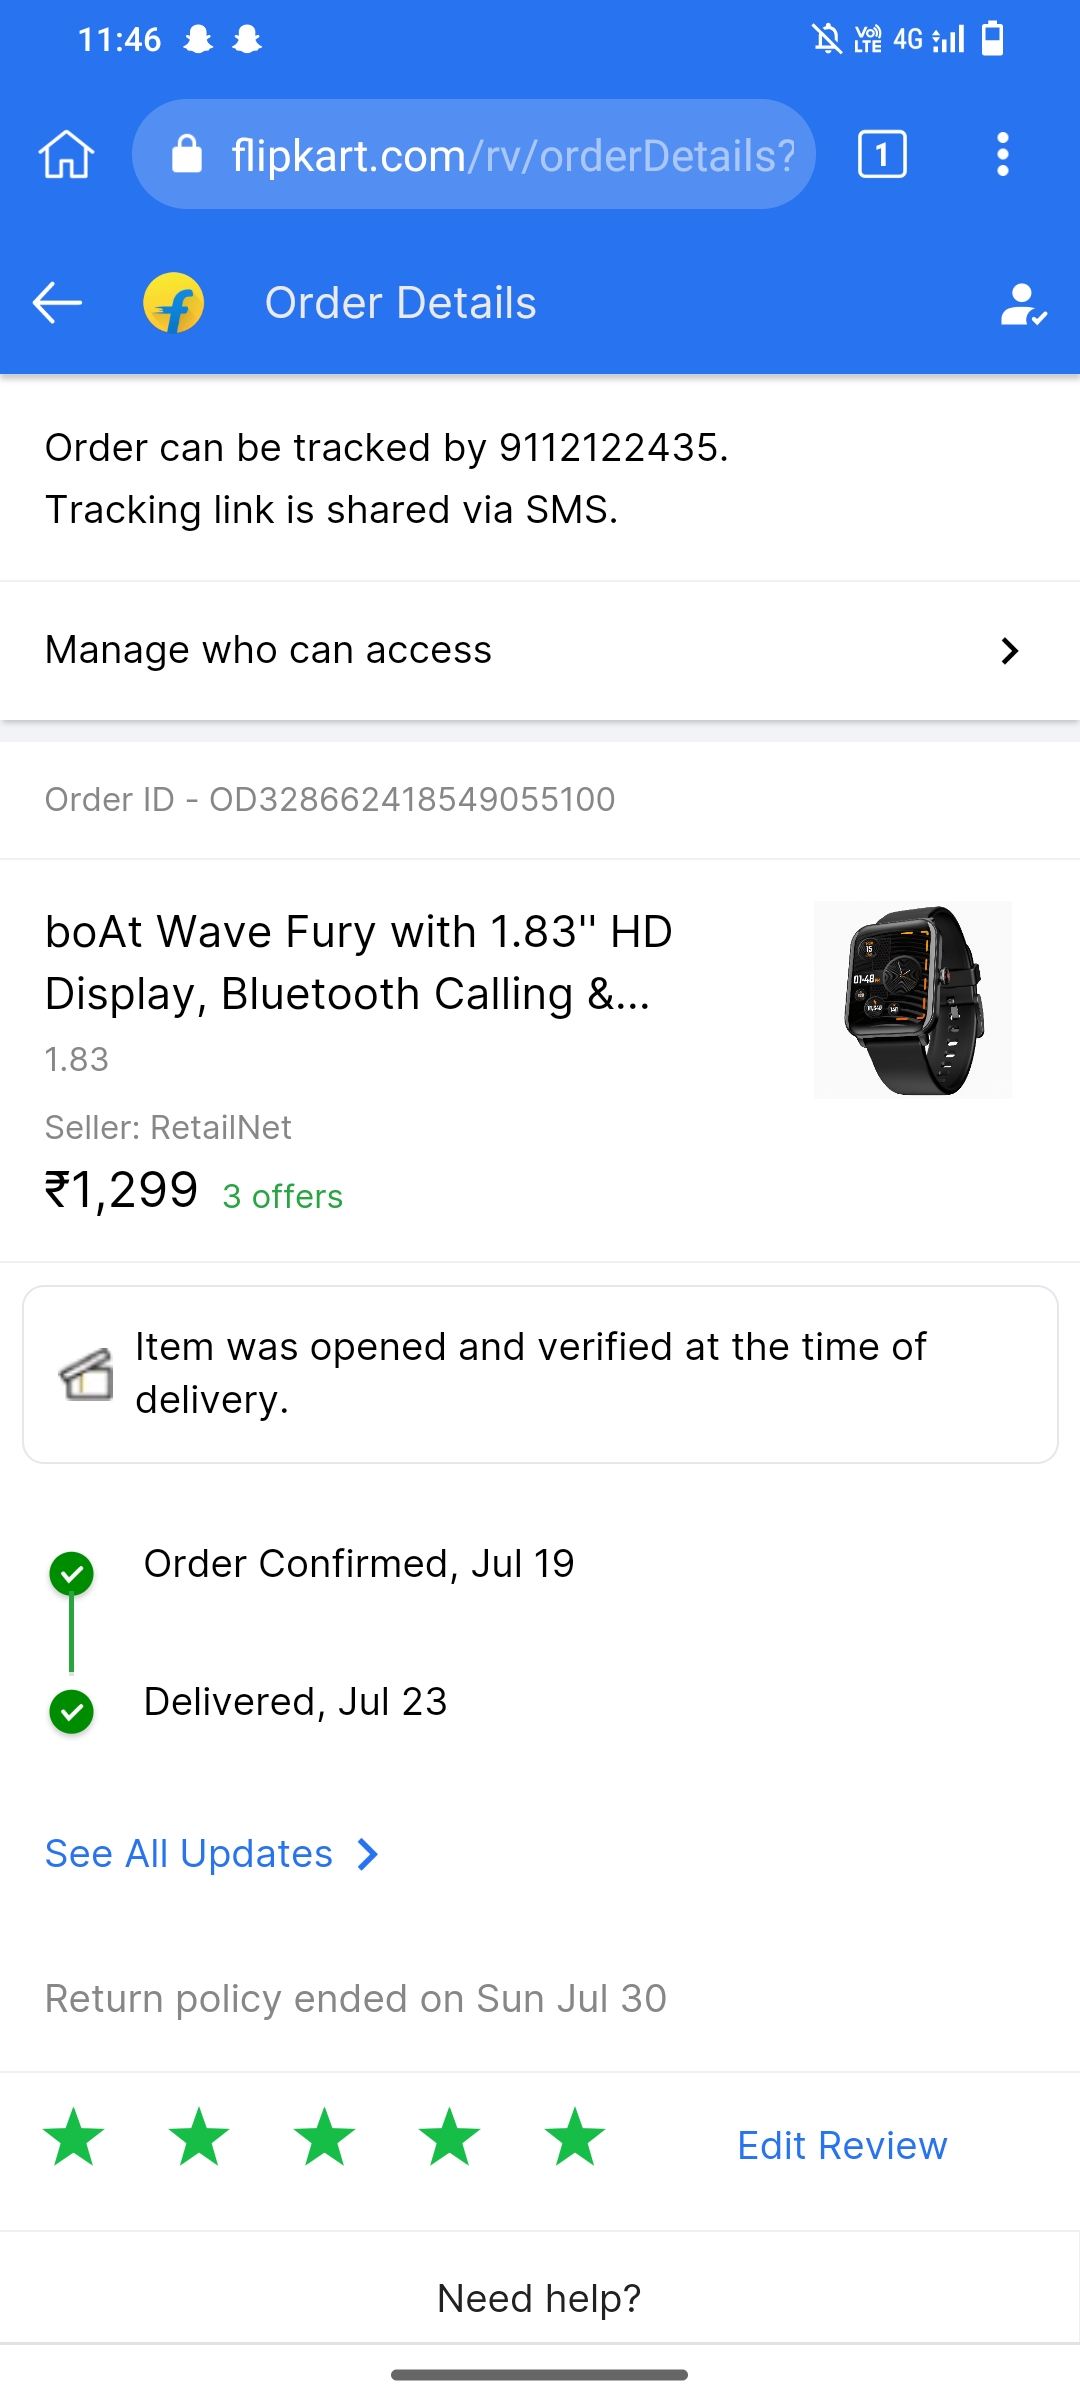 11:46
Vo)) LTE 4G
flipkart.com/rv/orderDetails?
1
Order Details
Order can be tracked by 9112122435.
Tracking link is shared via SMS.
Manage who can access
Order ID - OD328662418549055100
boAt Wave Fury with 1.83" HD
Display, Bluetooth Calling &...
1.83
Seller: RetailNet
₹1,299 3 offers
Item was opened and verified at the time of
delivery.
Order Confirmed, Jul 19
Delivered, Jul 23
See All Updates
Return policy ended on Sun Jul 30
Edit Review
Need help?